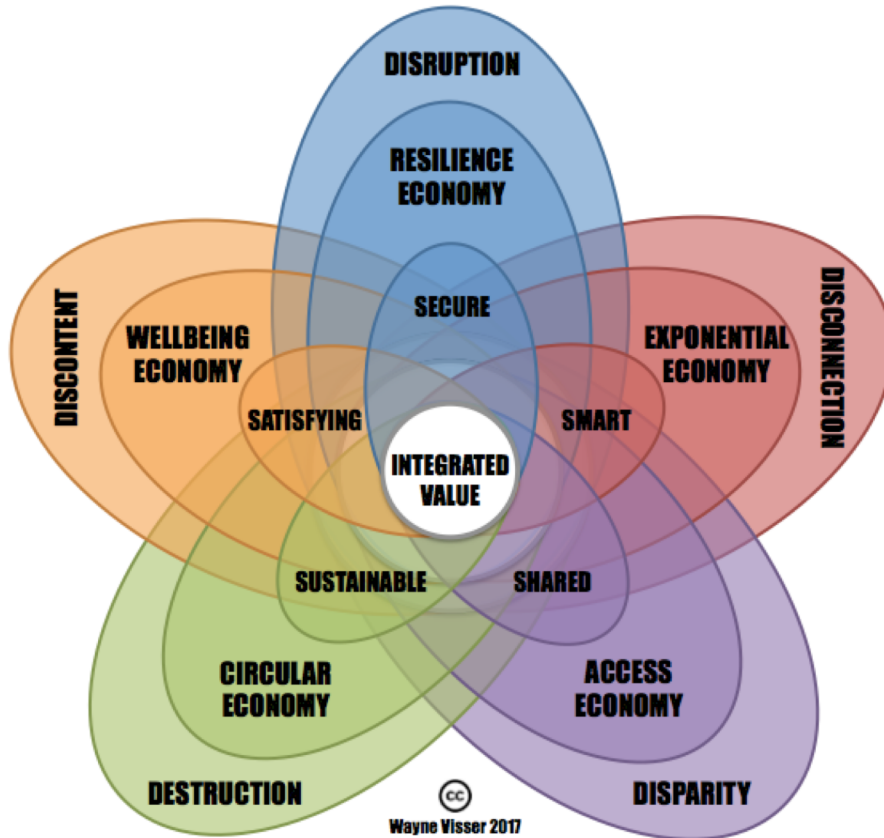 DISRUPTION
RESILIENCE
ECONOMY
SECURE
DISCONTENT
WELLBEING
ECONOMY
SATISFYING
EXPONENTIAL
ECONOMY
DISCONNECTION
SMART
INTEGRATED
VALUE
SUSTAINABLE
SHARED
CIRCULAR
ECONOMY
ACCESS
ECONOMY
DESTRUCTION
DISPARITY
cc
Wayne Visser 2017